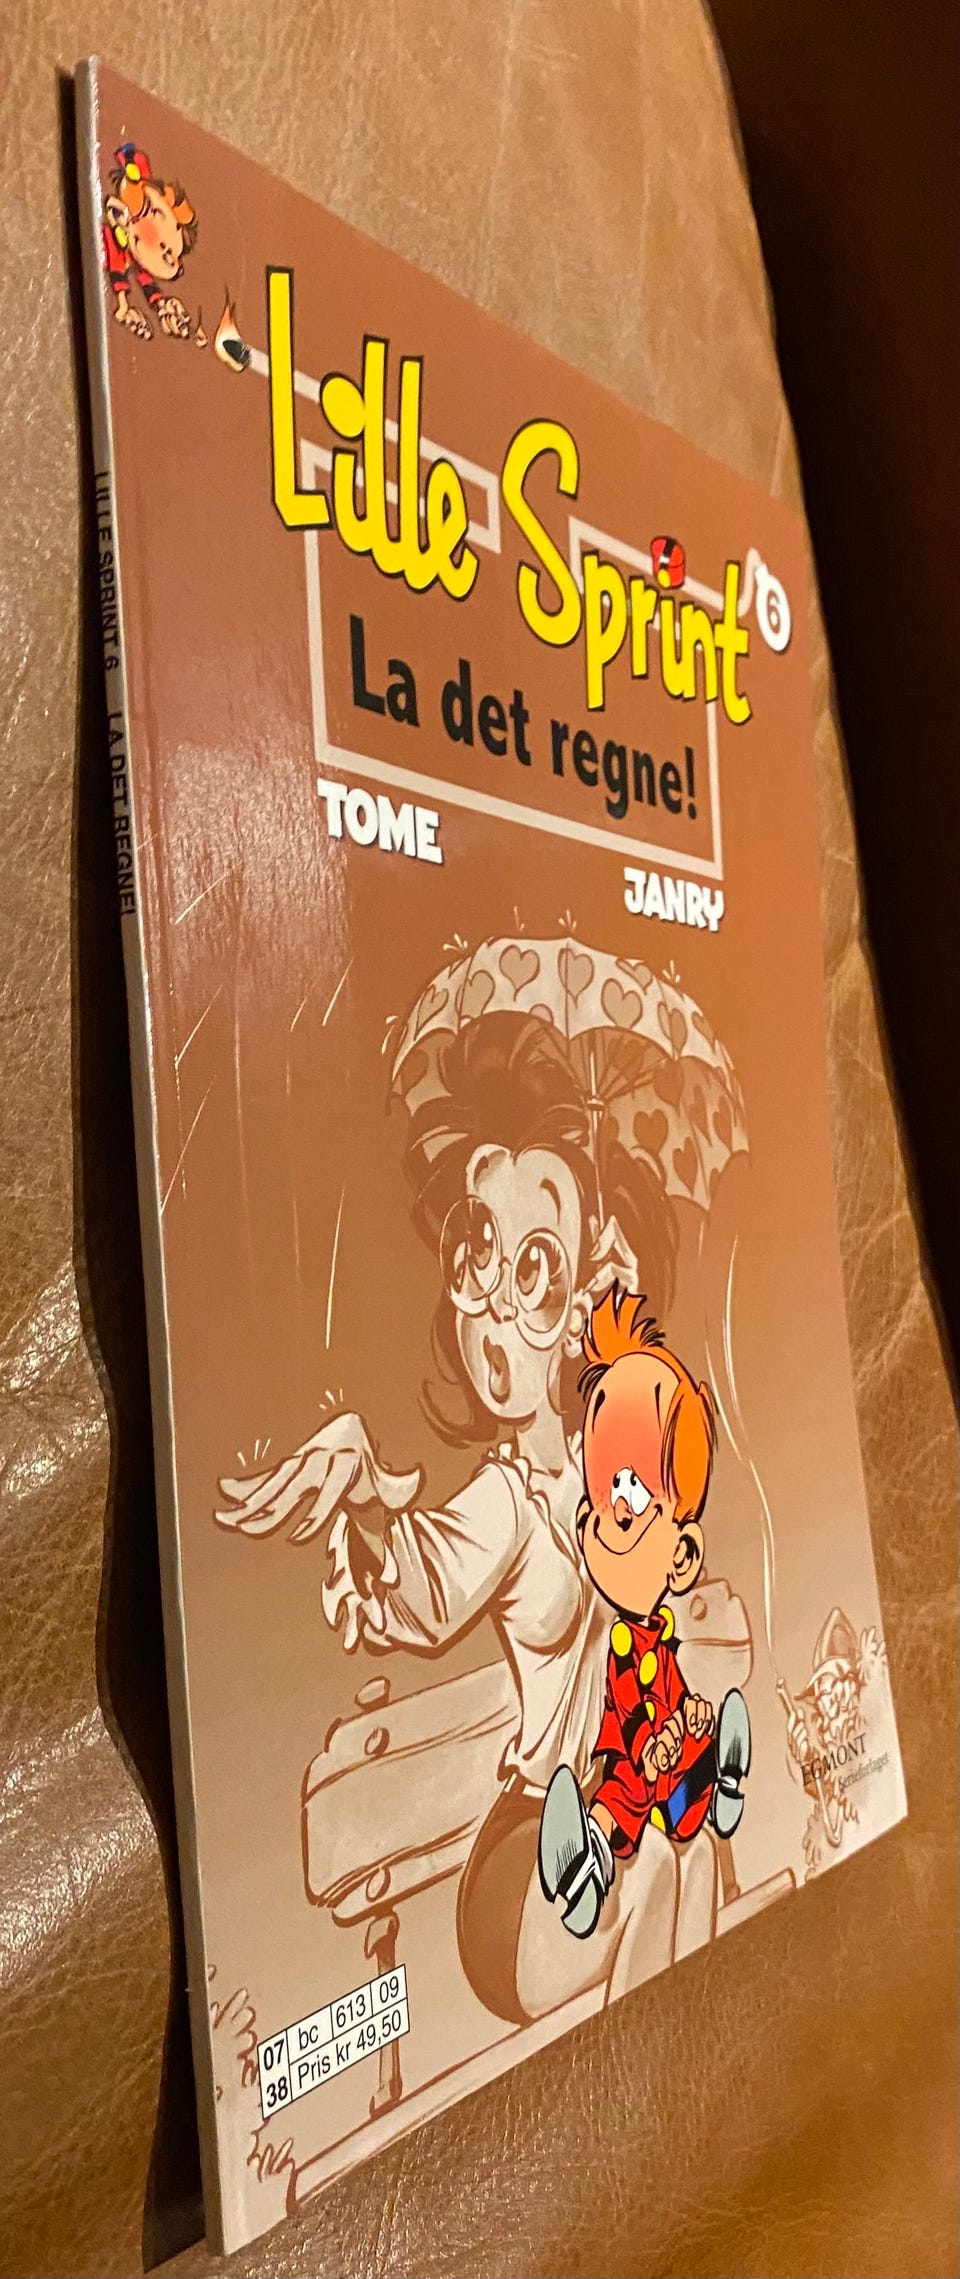 Lille Sprint
6
La det regne!
TOME
JANRY
LILLE SPRINT 6 LA DET REGNE!
EGMONT
Serieforlaget
07 bc 613 09
38 Pris kr 49,50